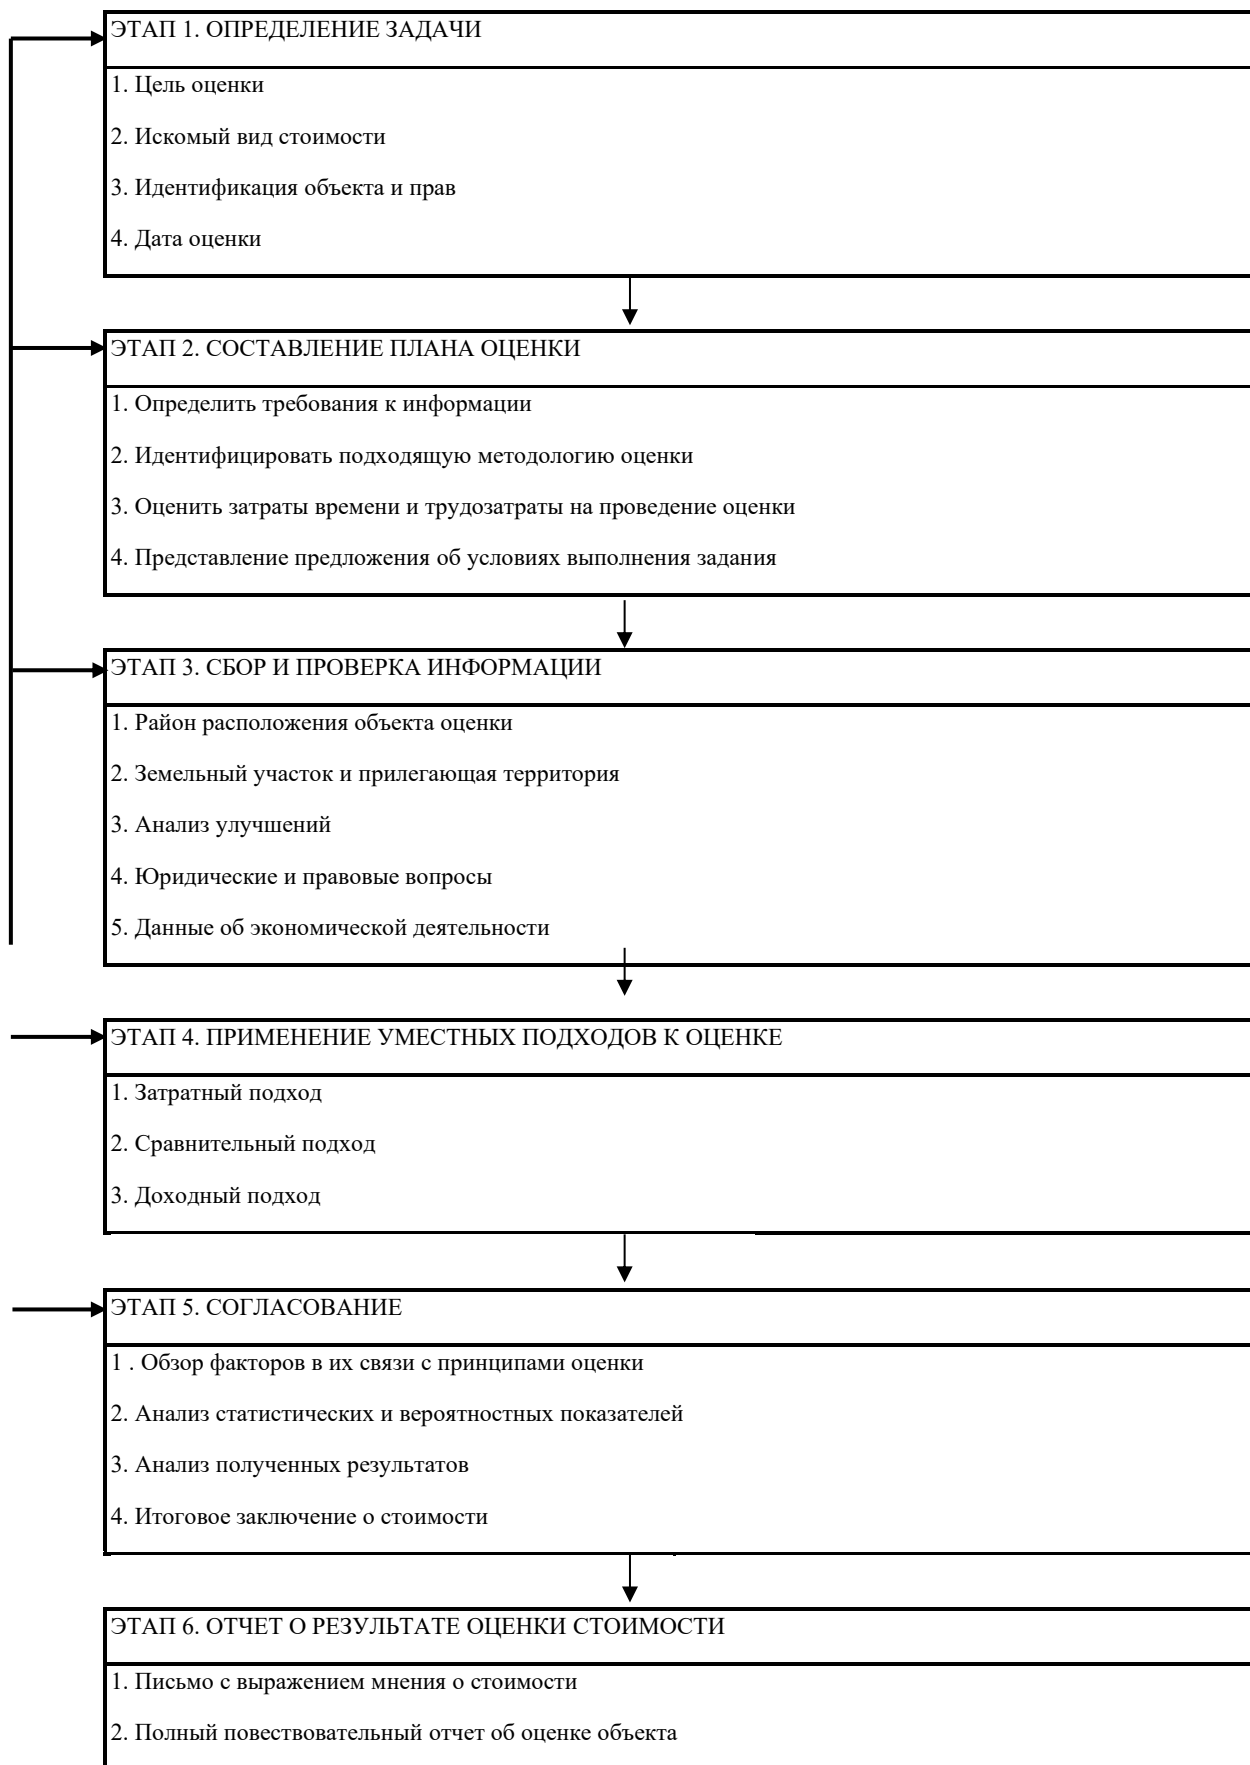 ЭТАП 1. ОПРЕДЕЛЕНИЕ ЗАДАЧИ
1. Цель оценки
2. Искомый вид стоимости
3. Идентификация объекта и прав
4. Дата оценки
ЭТАП 2. СОСТАВЛЕНИЕ ПЛАНА ОЦЕНКИ
1. Определить требования к информации
2. Идентифицировать подходящую методологию оценки
3. Оценить затраты времени и трудозатраты на проведение оценки
4. Представление предложения об условиях выполнения задания
ЭТАП 3. СБОР И ПРОВЕРКА ИНФОРМАЦИИ
1. Район расположения объекта оценки
2. Земельный участок и прилегающая территория
3. Анализ улучшений
4. Юридические и правовые вопросы
5. Данные об экономической деятельности
ЭТАП 4. ПРИМЕНЕНИЕ УМЕСТНЫХ ПОДХОДОВ К ОЦЕНКЕ
1. Затратный подход
2. Сравнительный подход
3. Доходный подход
ЭТАП 5. СОГЛАСОВАНИЕ
1 . Обзор факторов в их связи с принципами оценки
2. Анализ статистических и вероятностных показателей
3. Анализ полученных результатов
4. Итоговое заключение о стоимости
ЭТАП 6. ОТЧЕТ О РЕЗУЛЬТАТЕ ОЦЕНКИ СТОИМОСТИ
1. Письмо с выражением мнения о стоимости
2. Полный повествовательный отчет об оценке объекта